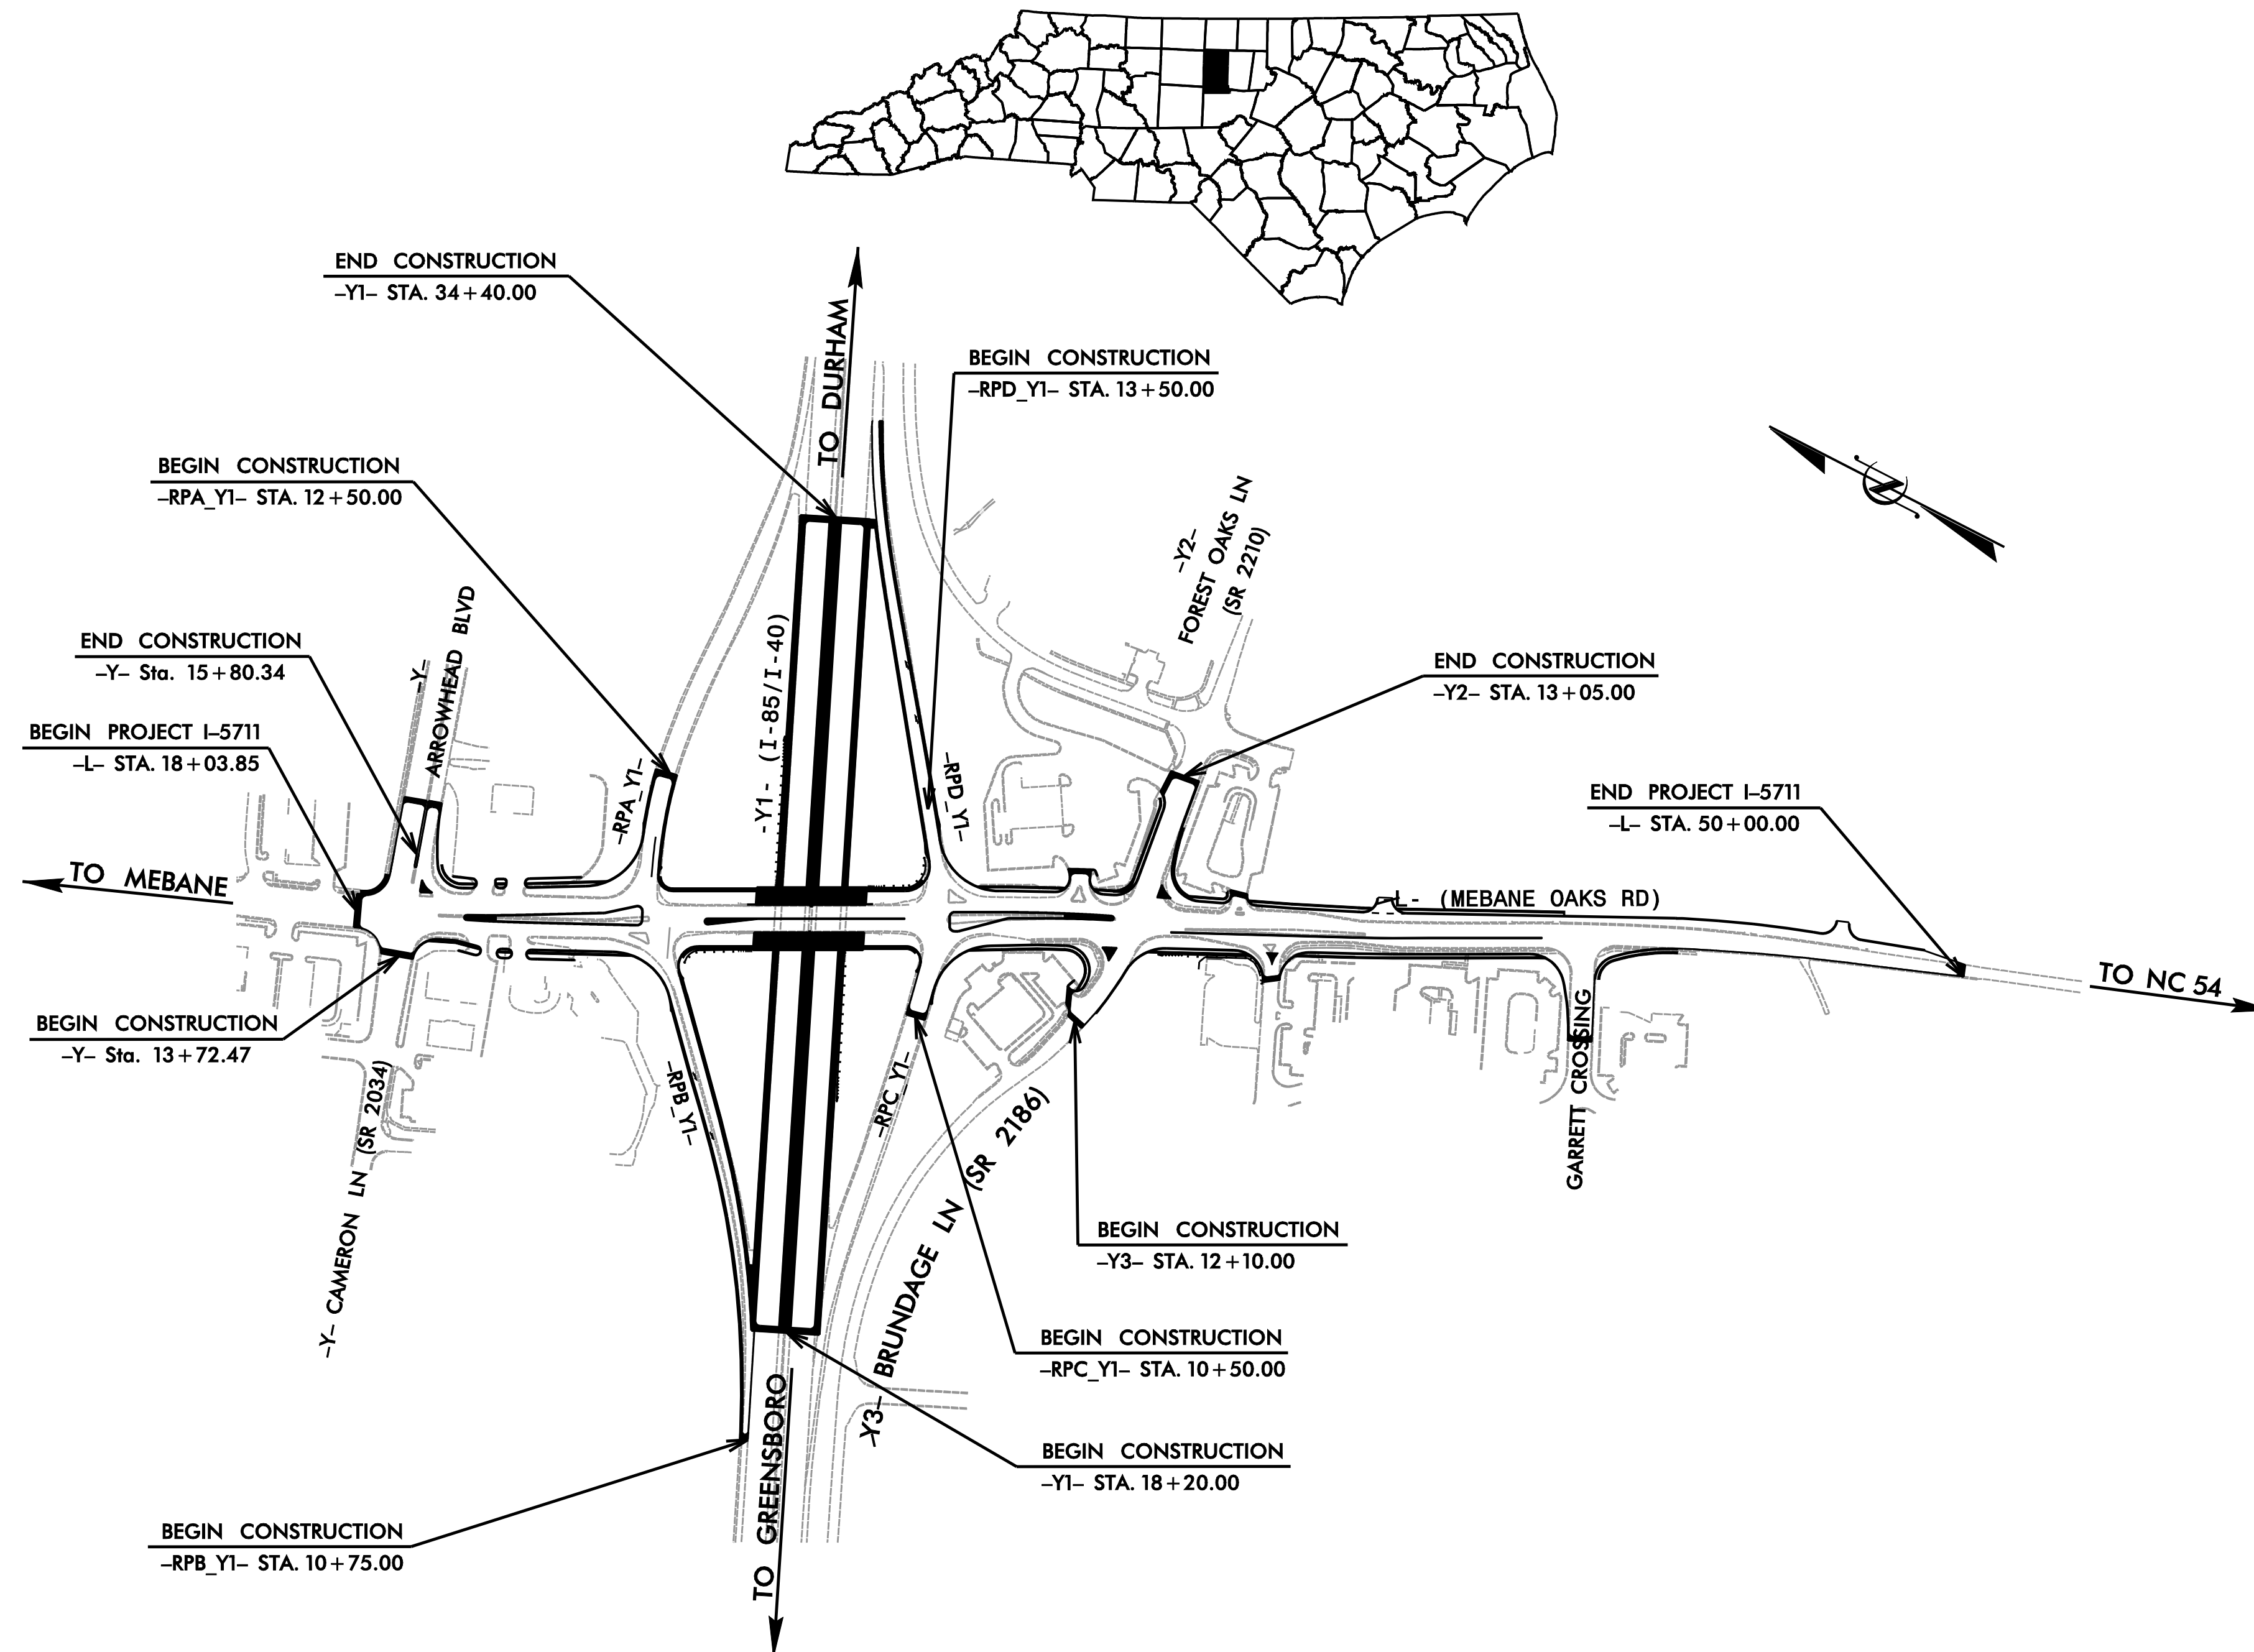 END CONSTRUCTION
–Y1– STA. 34+40.00
TO DURHAM
BEGIN CONSTRUCTION
–RPD_Y1– STA. 13+50.00
BEGIN CONSTRUCTION
–RPA_Y1– STA. 12+50.00
–Y2–
FOREST OAKS LN
(SR 2210)
END CONSTRUCTION
–Y– Sta. 15+80.34
–Y–
ARROWHEAD BLVD
-Y1- (I-85/I-40)
END CONSTRUCTION
–Y2– STA. 13+05.00
BEGIN PROJECT I–5711
–L– STA. 18+03.85
–RPA_Y1–
–RPD_Y1–
END PROJECT I–5711
–L– STA. 50+00.00
TO MEBANE
-L- (MEBANE OAKS RD)
TO NC 54
BEGIN CONSTRUCTION
–Y– Sta. 13+72.47
–RPB_Y1–
–RPC_Y1–
GARRETT CROSSING
–Y– CAMERON LN (SR 2034)
–Y3– BRUNDAGE LN (SR 2186)
BEGIN CONSTRUCTION
–Y3– STA. 12+10.00
BEGIN CONSTRUCTION
–RPC_Y1– STA. 10+50.00
BEGIN CONSTRUCTION
–Y1– STA. 18+20.00
TO GREENSBORO
BEGIN CONSTRUCTION
–RPB_Y1– STA. 10+75.00